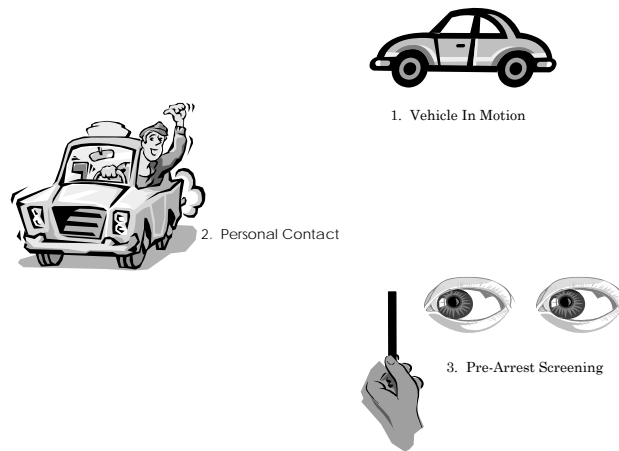 1. Vehicle In Motion
2. Personal Contact
3. Pre-Arrest Screening